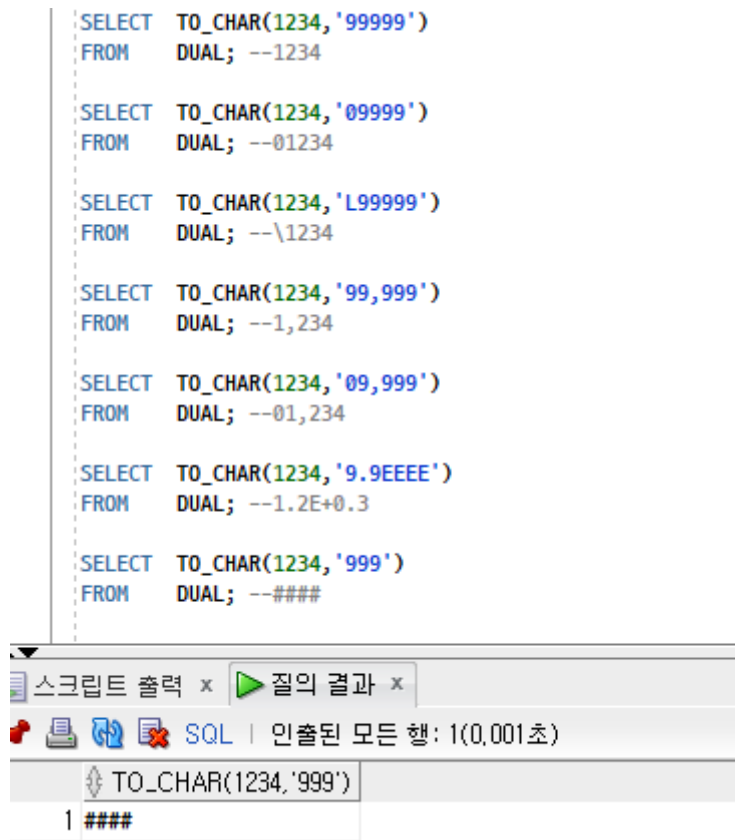 SELECT TO_CHAR(1234,'99999')
FROM DUAL; --1234
SELECT TO_CHAR(1234,'09999')
FROM DUAL; --01234
SELECT TO_CHAR(1234,'L99999')
FROM DUAL; --\1234
SELECT TO_CHAR(1234,'99,999')
FROM DUAL; --1,234
SELECT TO_CHAR(1234,'09,999')
FROM DUAL; --01,234
SELECT TO_CHAR(1234,'9.9EEEE')
FROM DUAL; --1.2E+0.3
SELECT TO_CHAR(1234,'999')
FROM DUAL; --####
스크립트 출력 x 질의 결과 x
SQL | 인출된 모든 행: 1(0,001초)
TO_CHAR(1234,'999')
1 ####